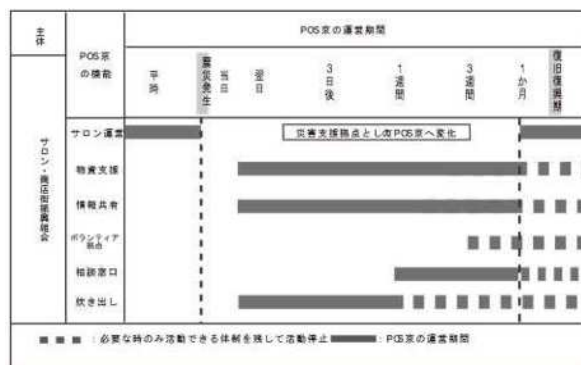 主体
POS京の機能
POS京の運営期間
平時
震災発生
当日
翌日
3日後
1週間
3週間
1か月
復旧復興期
サロン・商店街振興組合
サロン運営
災害支援拠点としのPOS京へ変化
物資支援
情報共有
ボランティア拠点
相談窓口
炊き出し
:必要な時のみ活動できる体制を残して活動停止
:POS京の運営期間